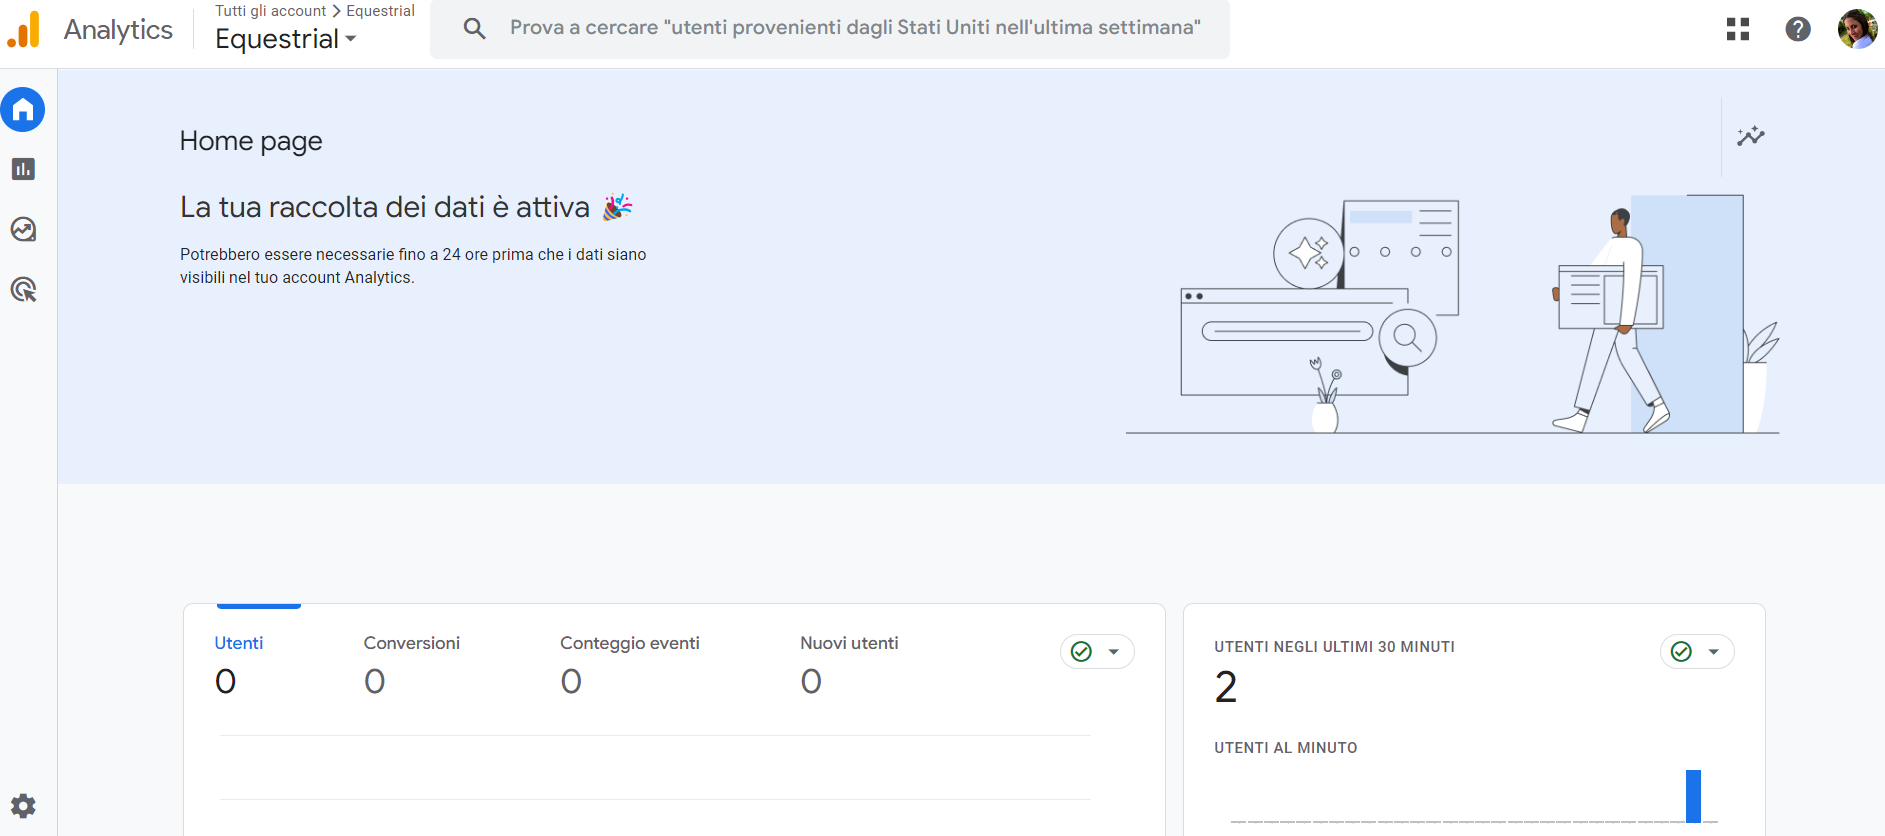 Analytics
Tutti gli account > Equestrial
Equestrial
Prova a cercare "utenti provenienti dagli Stati Uniti nell'ultima settimana"
Home page
La tua raccolta dei dati è attiva 🎉
Potrebbero essere necessarie fino a 24 ore prima che i dati siano
visibili nel tuo account Analytics.
Utenti Conversioni Conteggio eventi Nuovi utenti
0 0 0 0
UTENTI NEGLI ULTIMI 30 MINUTI
2
UTENTI AL MINUTO